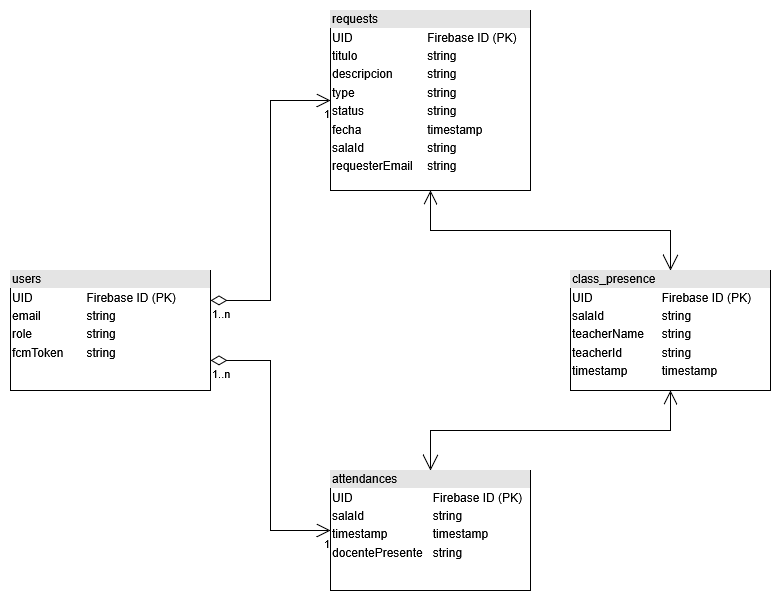 requests
UID Firebase ID (PK)
titulo string
descripcion string
type string
status string
fecha timestamp
salaId string
requesterEmail string
1
users
UID Firebase ID (PK)
email string
role string
fcmToken string
1..n
1..n
class_presence
UID Firebase ID (PK)
salaId string
teacherName string
teacherId string
timestamp timestamp
attendances
UID Firebase ID (PK)
salaId string
timestamp timestamp
docentePresente string
1